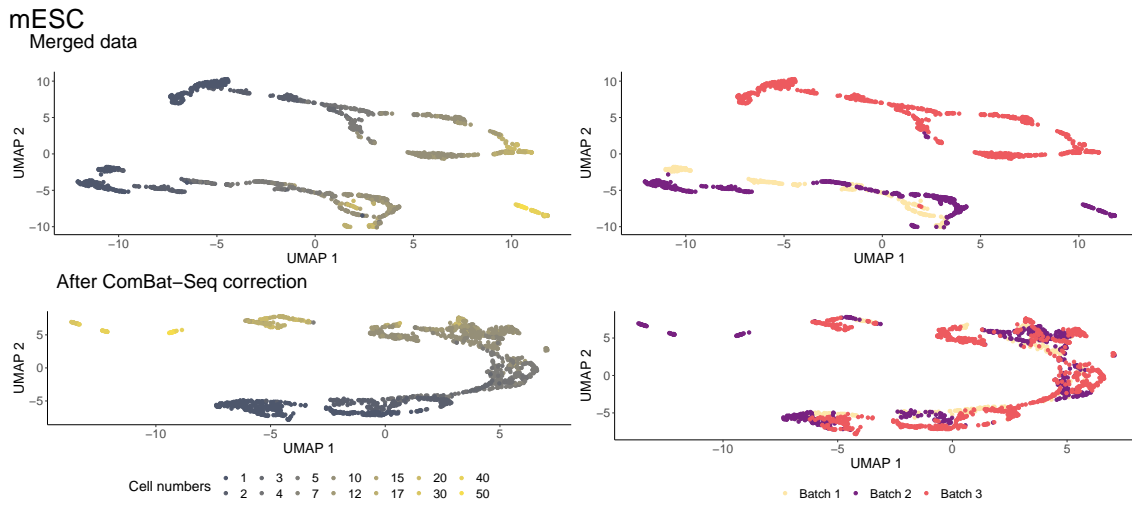 mESC
Merged data
UMAP 2
10
5
0
−5
−10
−10
−5
0
5
10
UMAP 1
UMAP 2
10
5
0
−5
−10
−10
−5
0
5
10
UMAP 1
After ComBat−Seq correction
UMAP 2
5
0
−5
−10
−5
0
5
UMAP 1
UMAP 2
5
0
−5
−10
−5
0
5
UMAP 1
Cell numbers 1 3 5 10 15 20 40
2 4 7 12 17 30 50
Batch 1 Batch 2 Batch 3